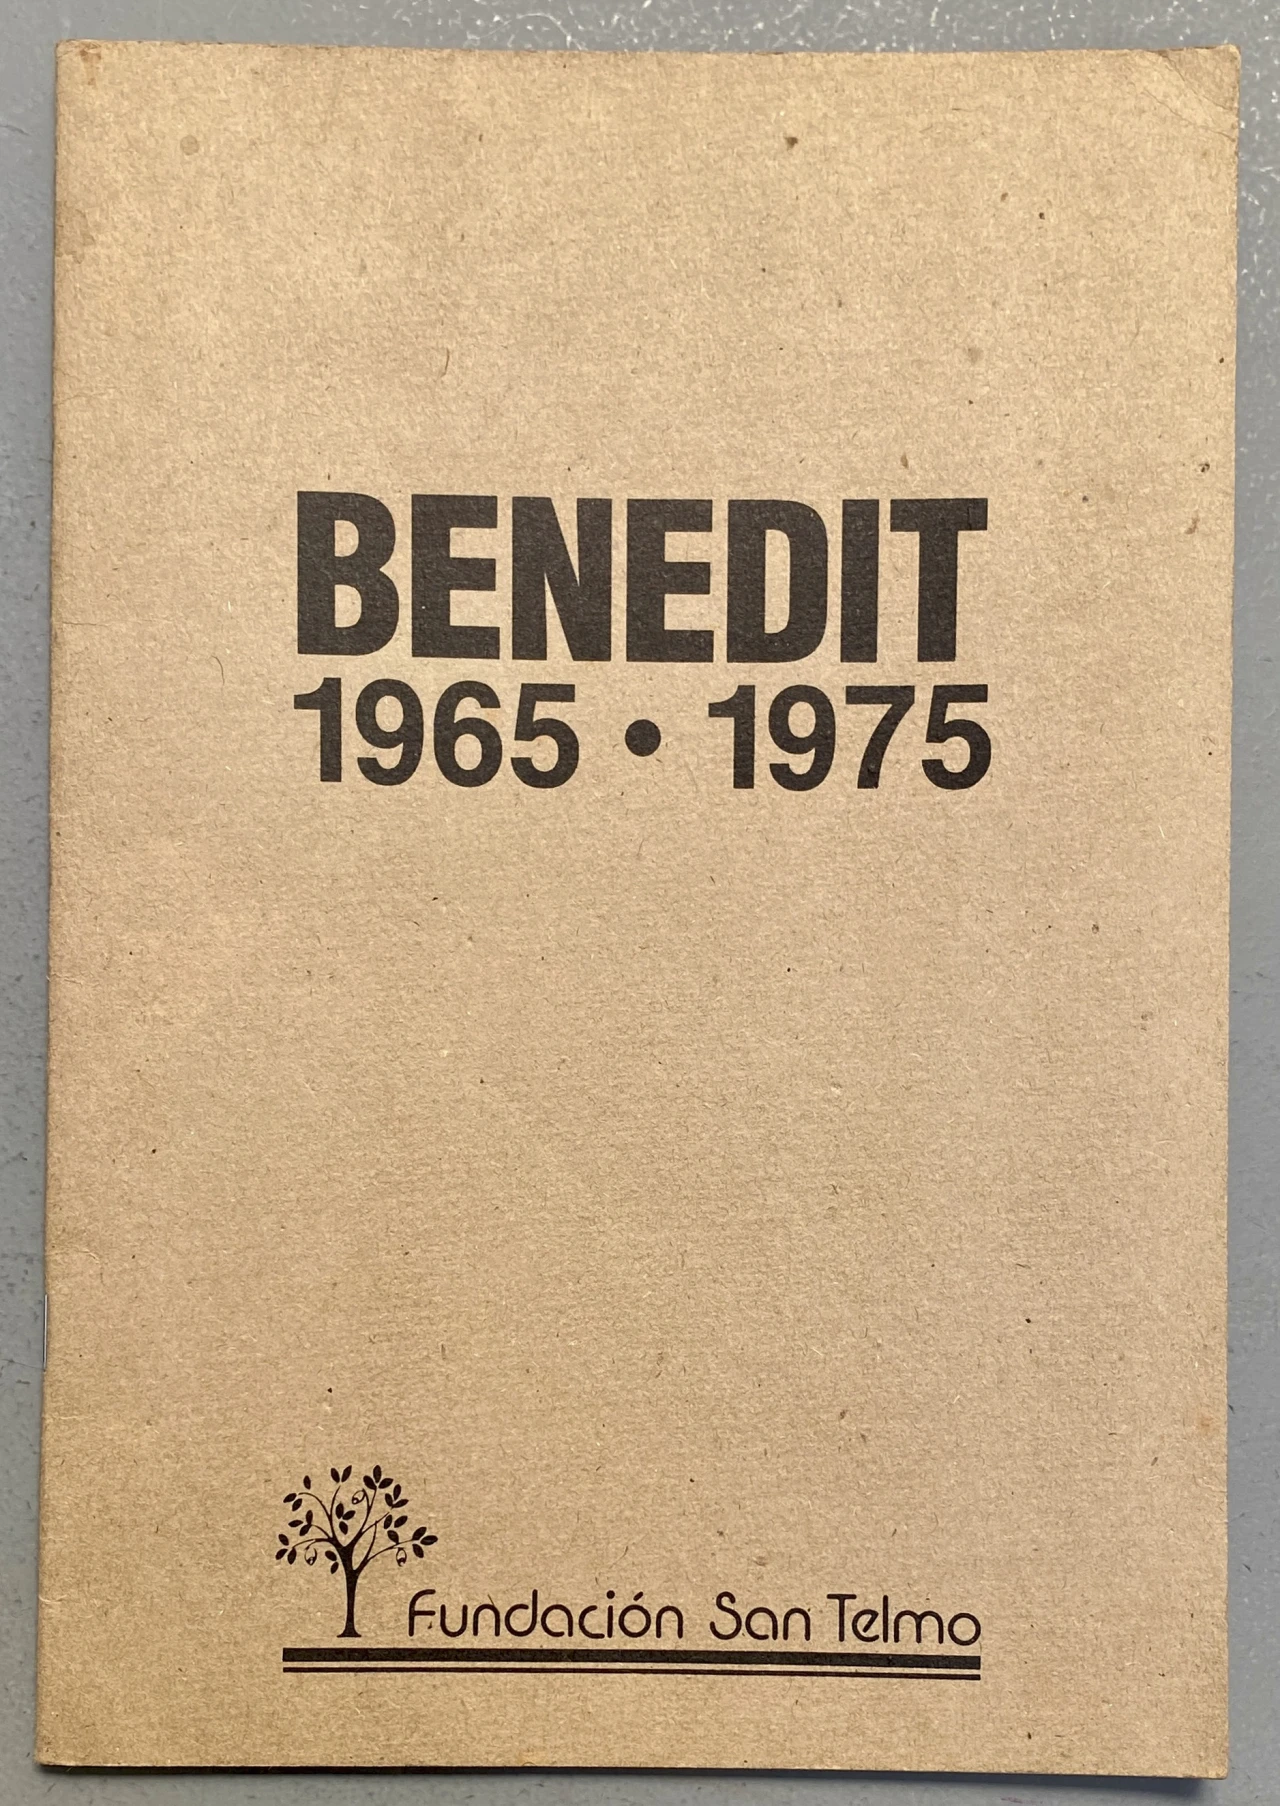 BENEDIT
1965 • 1975
Fundación San Telmo